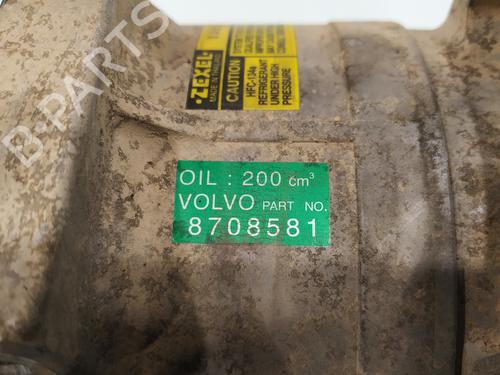 B-PARTS
·ZEXEL·
MADE IN THAILAND
CAUTION
HFC-134a
REFRIGERANT
UNDER HIGH
PRESSURE
OIL : 200 cm³
VOLVO PART NO.
8708581